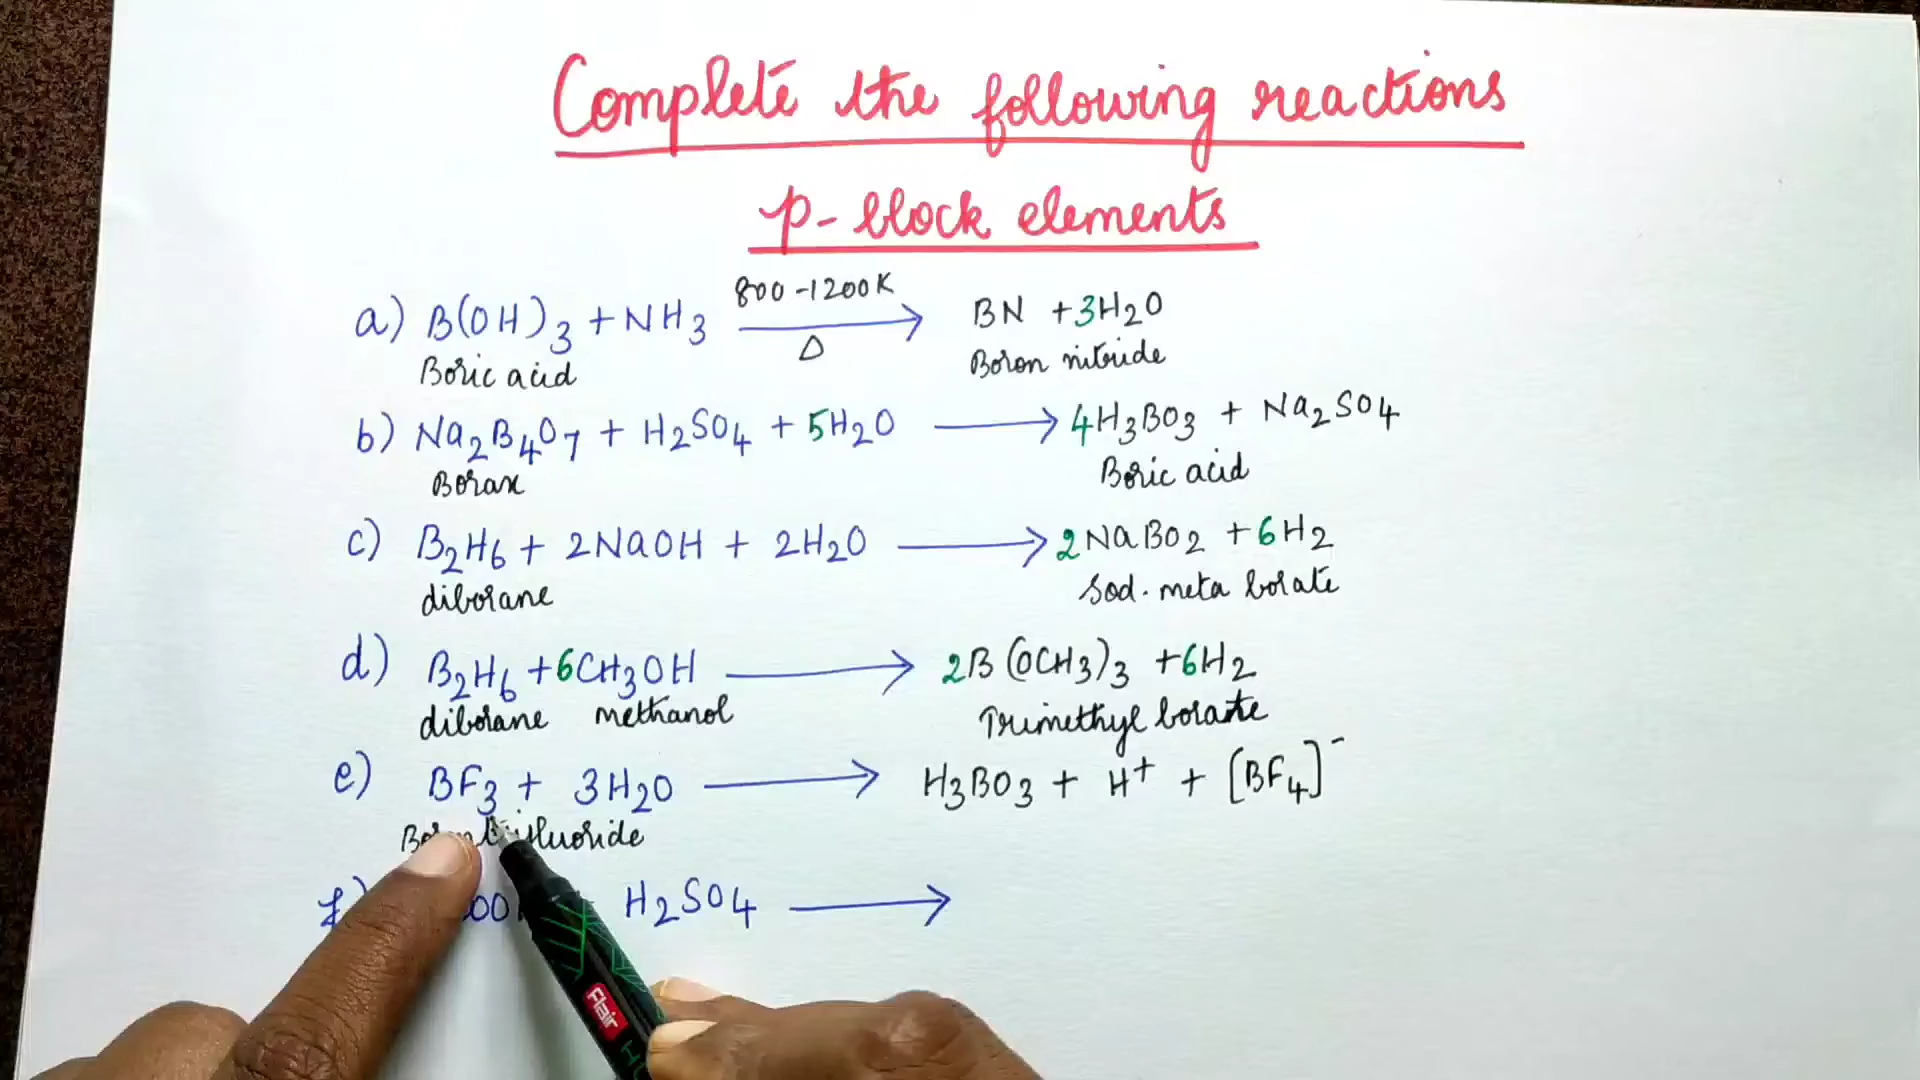 Complete the following reactions
p-block elements
a) B(OH)3 + NH3 800-1200K Δ → BN + 3H2O
Boric acid Boron nitride
b) Na2B4O7 + H2SO4 + 5H2O → 4H3BO3 + Na2SO4
Borax Boric acid
c) B2H6 + 2NaOH + 2H2O → 2NaBO2 + 6H2
diborane Sod. meta borate
d) B2H6 + 6CH3OH → 2B(OCH3)3 + 6H2
diborane methanol Trimethyl borate
e) BF3 + 3H2O → H3BO3 + H+ + [BF4]-
f) H2SO4 →
Flair